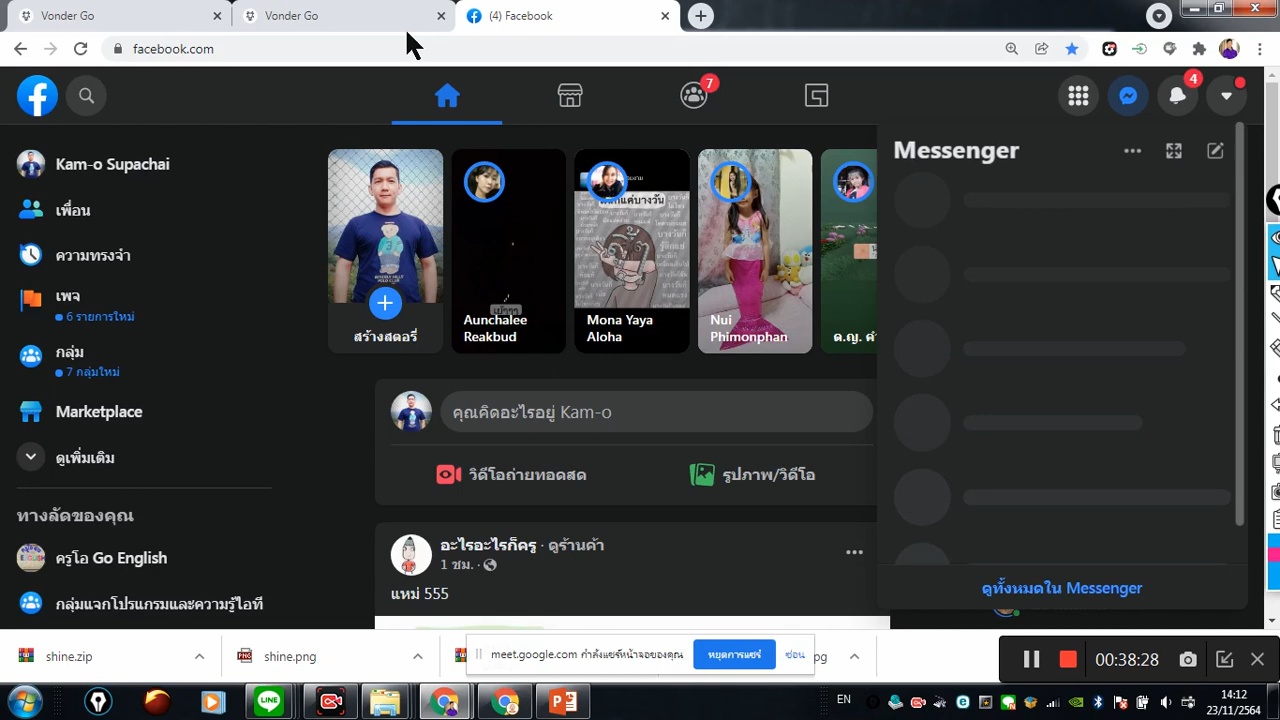 Vonder Go
Vonder Go
(4) Facebook
facebook.com
7
4
Kam-o Supachai
เพื่อน
ความทรงจำ
เพจ
6 รายการใหม่
กลุ่ม
7 กลุ่มใหม่
Marketplace
ดูเพิ่มเติม
ทางลัดของคุณ
ครูโอ Go English
กลุ่มแจกโปรแกรมและความรู้ไอที
สร้างสตอรี่
Aunchalee
Reakbud
Mona Yaya
Aloha
Nui
Phimonphan
ด.ญ. คำ
คุณคิดอะไรอยู่ Kam-o
วิดีโอถ่ายทอดสด
รูปภาพ/วิดีโอ
อะไรอะไรก็ครู · ดูร้านค้า
1 ชม. ·
แหม่ 555
Messenger
ดูทั้งหมดใน Messenger
shine.zip
shine.png
meet.google.com กำลังแชร์หน้าจอของคุณ
หยุดการแชร์
ซ่อน
pg
00:38:28
LINE
EN
14:12
23/11/2564